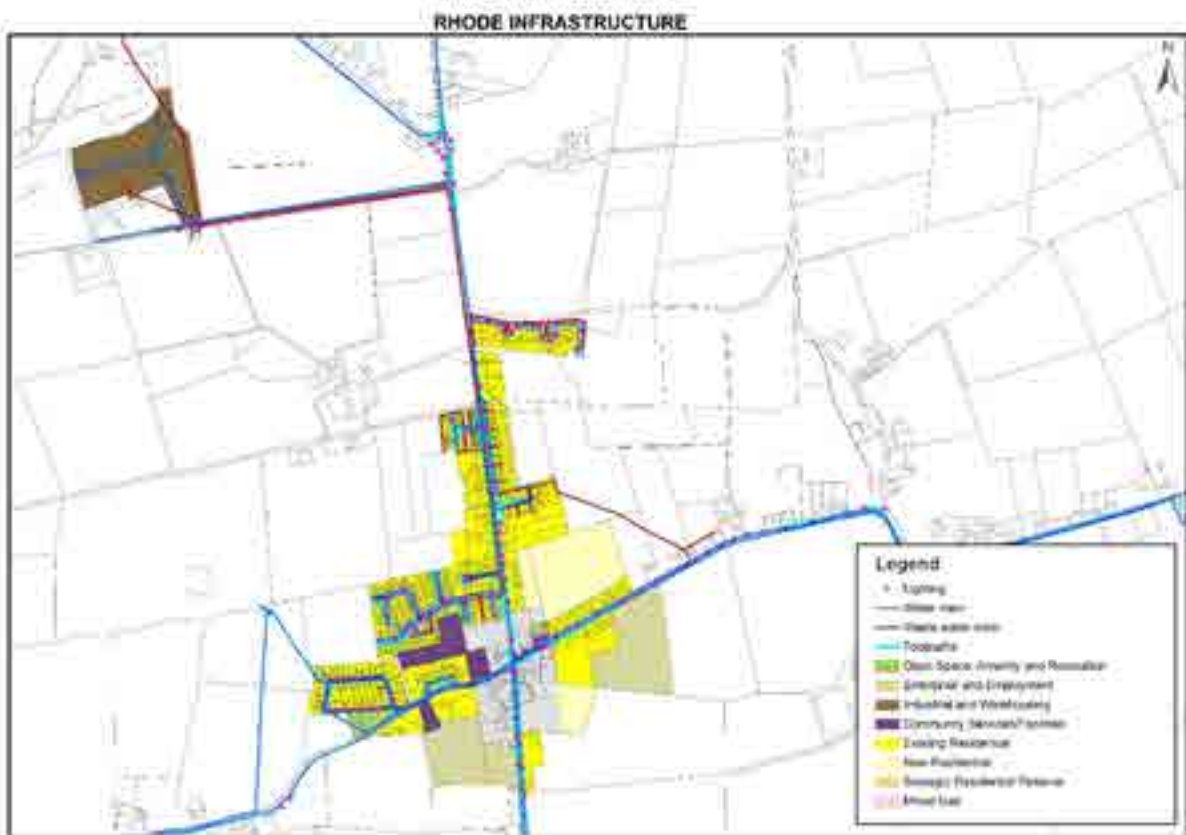 RHODE INFRASTRUCTURE
N
Legend
Lighting
Water main
Waste water main
Footpaths
Open Space, Amenity and Recreation
Enterprise and Employment
Industrial and Warehousing
Community Services/Facilities
Existing Residential
New Residential
Strategic Residential Reserve
Mixed Use